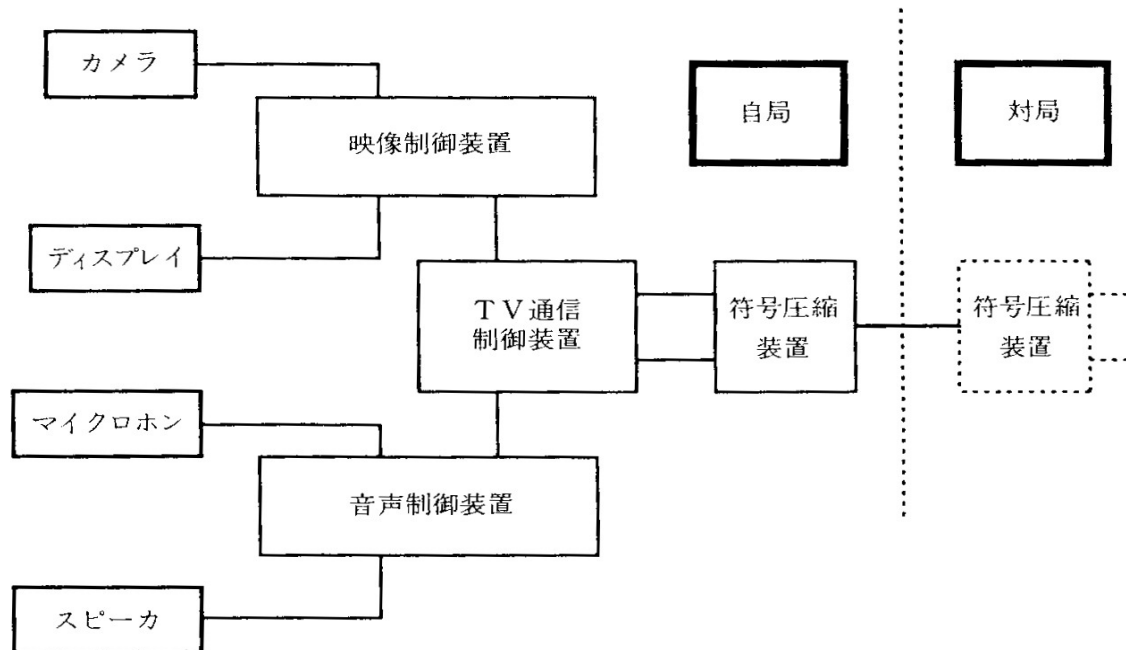 カメラ
映像制御装置
自局
対局
ディスプレイ
TV通信
制御装置
符号圧縮
装置
符号圧縮
装置
マイクロホン
音声制御装置
スピーカ